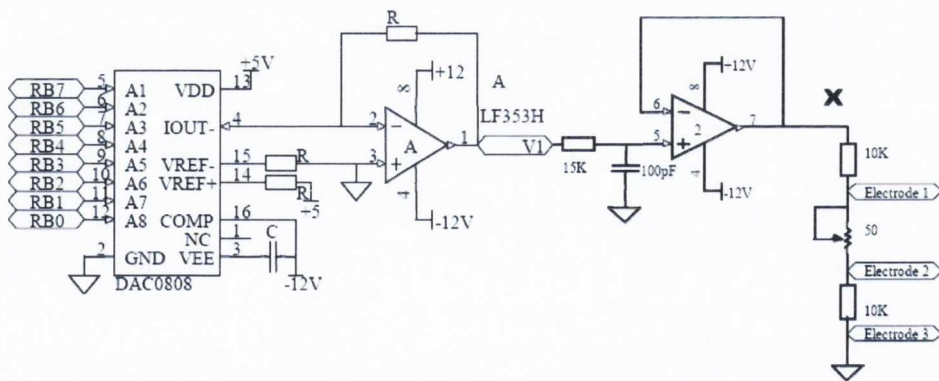 R
+5V
RB7 5 A1 VDD 13
RB6 6 A2
RB5 7 A3 IOUT- 4
RB4 8 A4
RB3 9 A5 VREF- 15 R
RB2 10 A6 VREF+ 14 R
+5
RB1 11 A7
RB0 12 A8 COMP 16
NC 1
2 GND VEE 3 C
DAC0808
-12V
8 +12
2 -
A
3 +
1
4 -12V
A
LF353H
V1
15K
100pF
8 +12V
6 -
2
5 +
7
4 -12V
X
10K
Electrode 1
50
Electrode 2
10K
Electrode 3